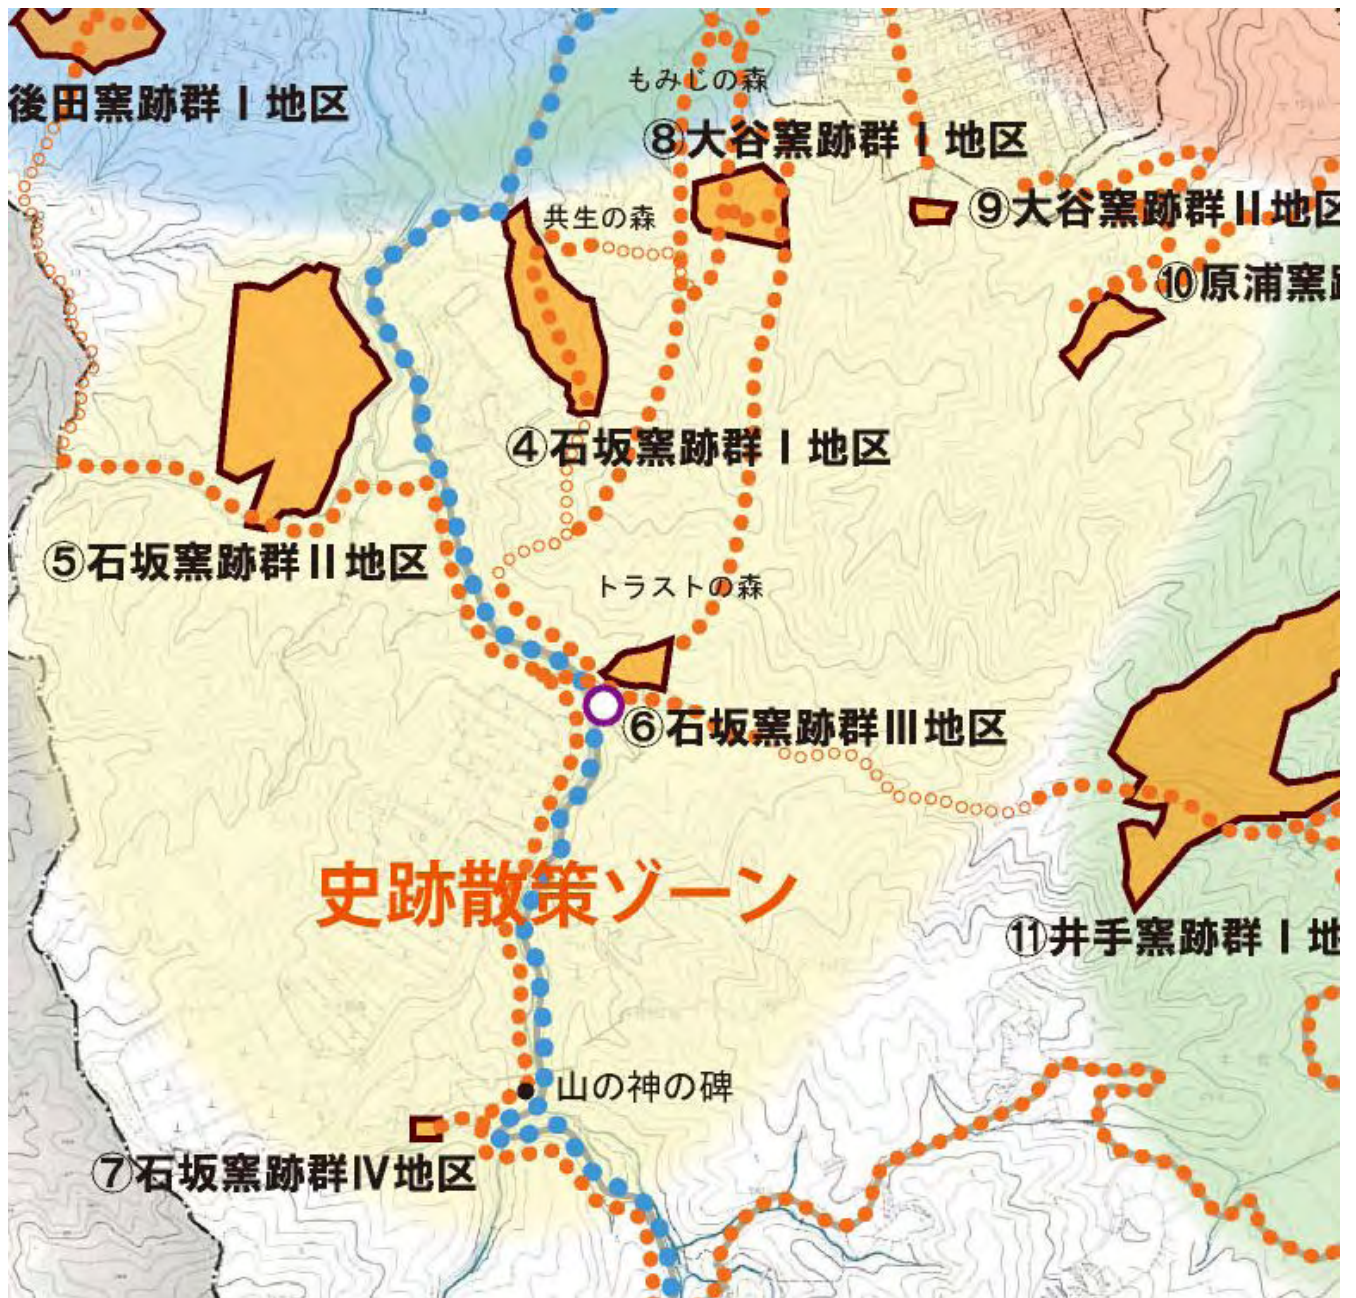 もみじの森
後田窯跡群Ⅰ地区
⑧大谷窯跡群Ⅰ地区
共生の森
⑨大谷窯跡群Ⅱ地区
⑩原浦窯跡
④石坂窯跡群Ⅰ地区
⑤石坂窯跡群Ⅱ地区
トラストの森
⑥石坂窯跡群Ⅲ地区
史跡散策ゾーン
⑪井手窯跡群Ⅰ地
山の神の碑
⑦石坂窯跡群Ⅳ地区